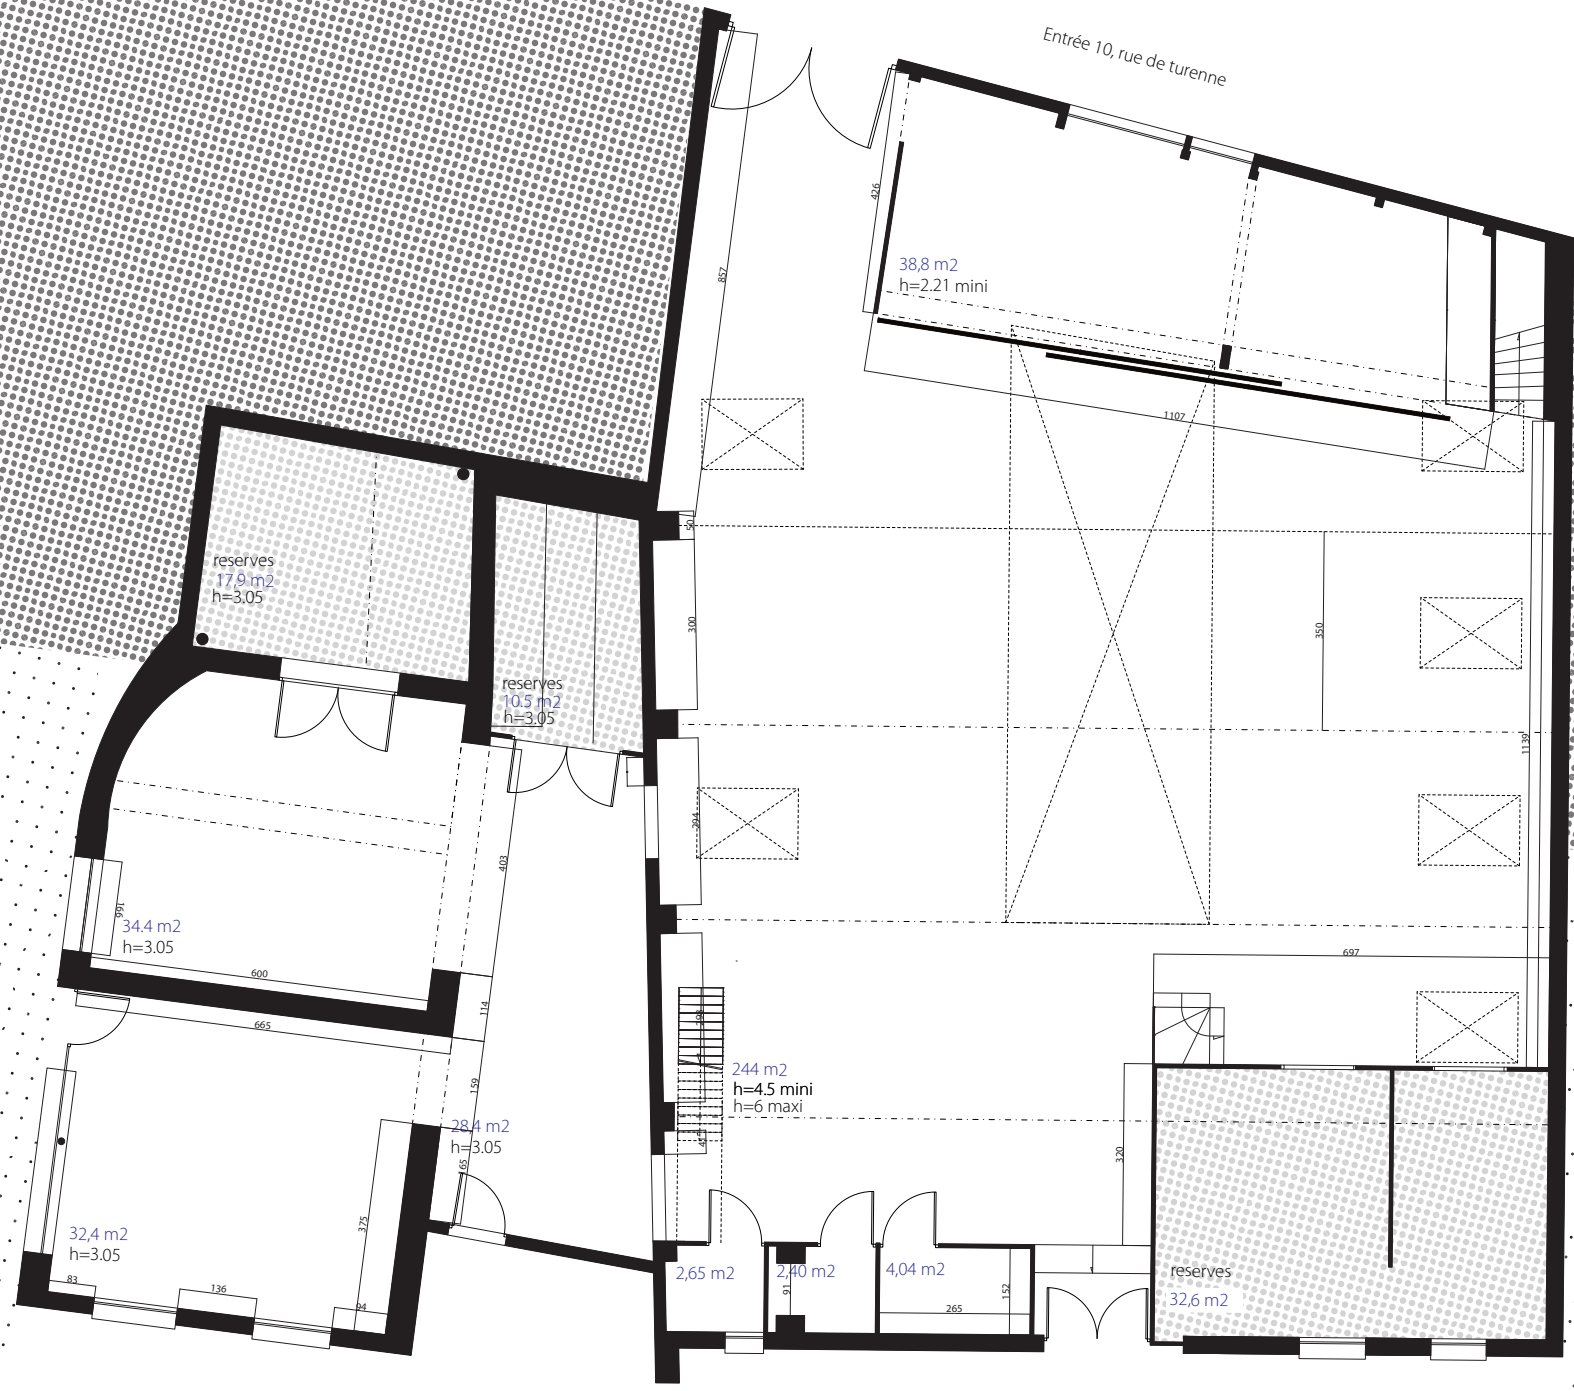 Entrée 10, rue de turenne
426
857
38,8 m2
h=2.21 mini
1107
50
reserves
17,9 m2
h=3.05
300
350
reserves
10.5 m2
h=3.05
1139
294
403
166
34.4 m2
h=3.05
600
697
114
665
293
244 m2
h=4.5 mini
h=6 maxi
159
28.4 m2
h=3.05
45
320
165
375
32,4 m2
h=3.05
2,65 m2
2,40 m2
4,04 m2
reserves
32,6 m2
83
136
94
91
152
265